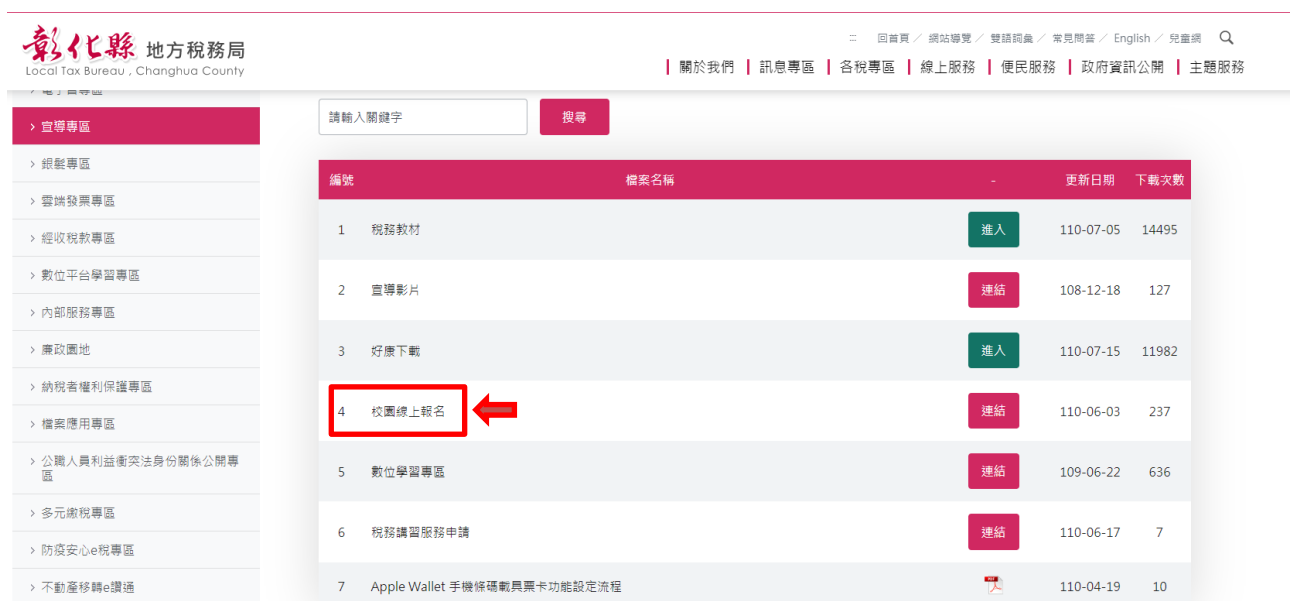 彰化縣 地方稅務局
Local Tax Bureau , Changhua County
:: 回首頁 ／ 網站導覽 ／ 雙語詞彙 ／ 常見問答 ／ English ／ 兒童網
關於我們 訊息專區 各稅專區 線上服務 便民服務 政府資訊公開 主題服務
> 電子書專區
> 宣導專區
> 銀髮專區
> 雲端發票專區
> 經收稅款專區
> 數位平台學習專區
> 內部服務專區
> 廉政園地
> 納稅者權利保護專區
> 檔案應用專區
> 公職人員利益衝突法身份關係公開專
區
> 多元繳稅專區
> 防疫安心e稅專區
> 不動產移轉e讚通
請輸入關鍵字 搜尋
編號 檔案名稱 - 更新日期 下載次數
1 稅務教材 進入 110-07-05 14495
2 宣導影片 連結 108-12-18 127
3 好康下載 進入 110-07-15 11982
4 校園線上報名 連結 110-06-03 237
5 數位學習專區 連結 109-06-22 636
6 稅務講習服務申請 連結 110-06-17 7
7 Apple Wallet 手機條碼載具票卡功能設定流程 PDF 110-04-19 10